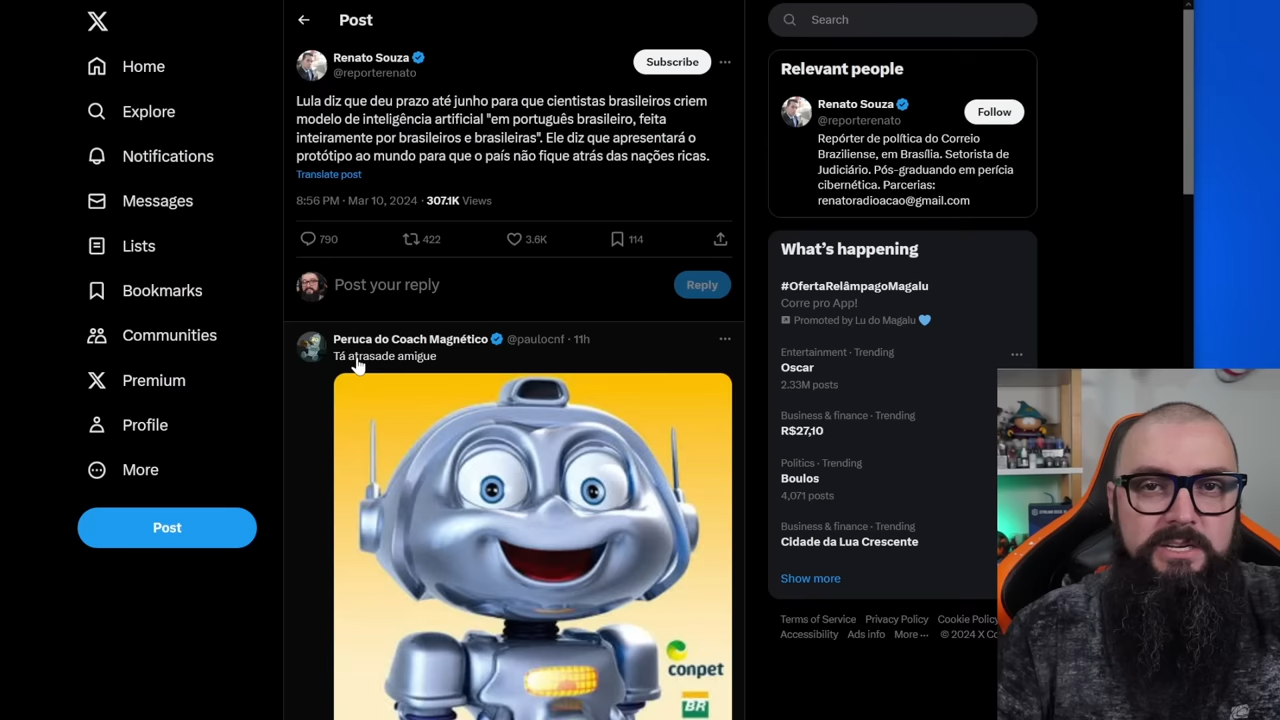 Home
Explore
Notifications
Messages
Lists
Bookmarks
Communities
Premium
Profile
More
Post
Post
Renato Souza
@reporterenato
Subscribe
Lula diz que deu prazo até junho para que cientistas brasileiros criem
modelo de inteligência artificial "em português brasileiro, feita
inteiramente por brasileiros e brasileiras". Ele diz que apresentará o
protótipo ao mundo para que o país não fique atrás das nações ricas.
Translate post
8:56 PM · Mar 10, 2024 · 307.1K Views
790 422 3.6K 114
Post your reply
Reply
Peruca do Coach Magnético @paulocnf · 11h
Tá atrasade amigue
conpet
BR
Search
Relevant people
Renato Souza
@reporterenato
Follow
Repórter de política do Correio
Braziliense, em Brasília. Setorista de
Judiciário. Pós-graduando em perícia
cibernética. Parcerias:
renatoradioacao@gmail.com
What's happening
#OfertaRelâmpagoMagalu
Corre pro App!
Promoted by Lu do Magalu
Entertainment · Trending
Oscar
2.33M posts
Business & finance · Trending
R$27,10
Politics · Trending
Boulos
4,071 posts
Business & finance · Trending
Cidade da Lua Crescente
Show more
Terms of Service Privacy Policy Cookie Policy
Accessibility Ads info More ··· © 2024 X Co